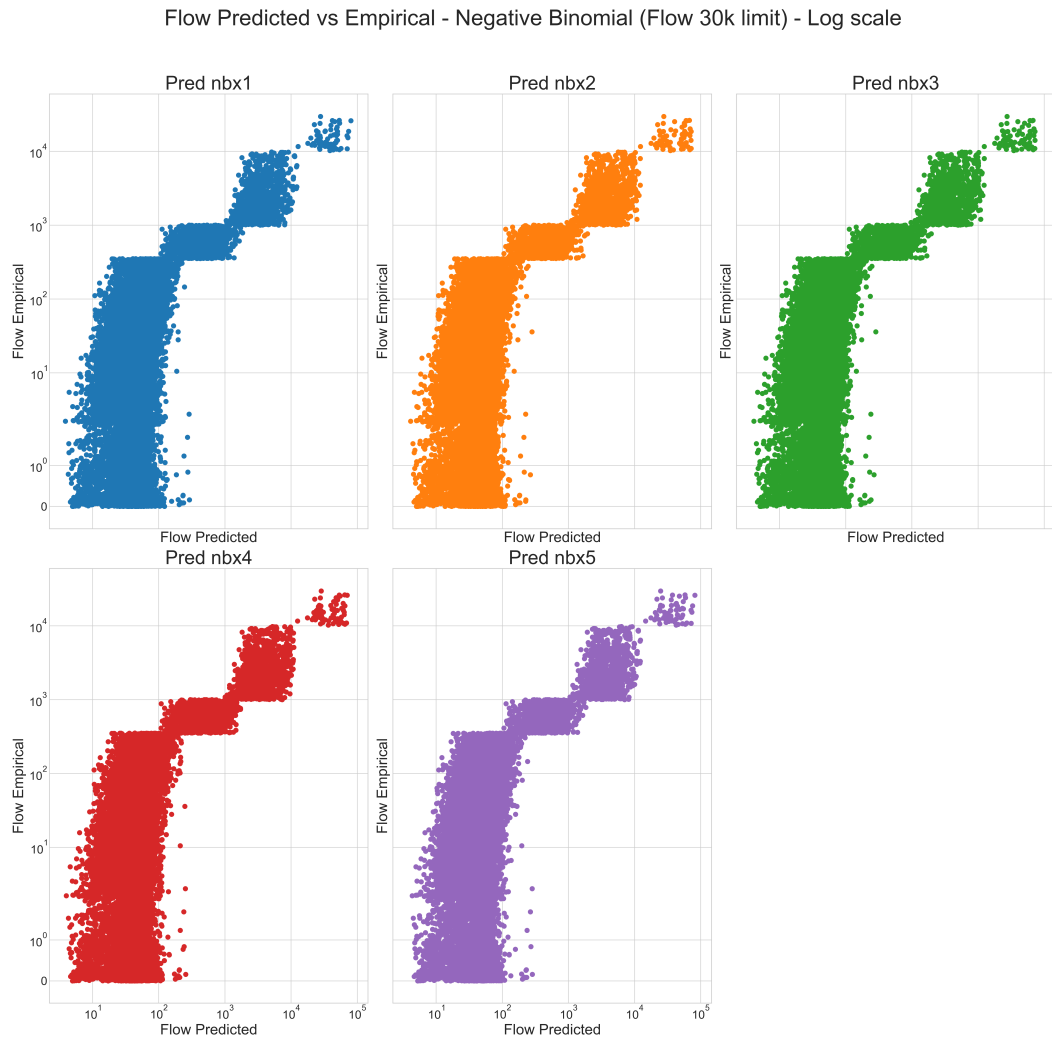 Flow Predicted vs Empirical - Negative Binomial (Flow 30k limit) - Log scale
Pred nbx1
Pred nbx2
Pred nbx3
Flow Empirical
10^4
10^3
10^2
10^1
10^0
0
Flow Empirical
Flow Empirical
Flow Predicted
Flow Predicted
Flow Predicted
Pred nbx4
Pred nbx5
Flow Empirical
10^4
10^3
10^2
10^1
10^0
0
Flow Empirical
10^1 10^2 10^3 10^4 10^5
10^1 10^2 10^3 10^4 10^5
Flow Predicted
Flow Predicted